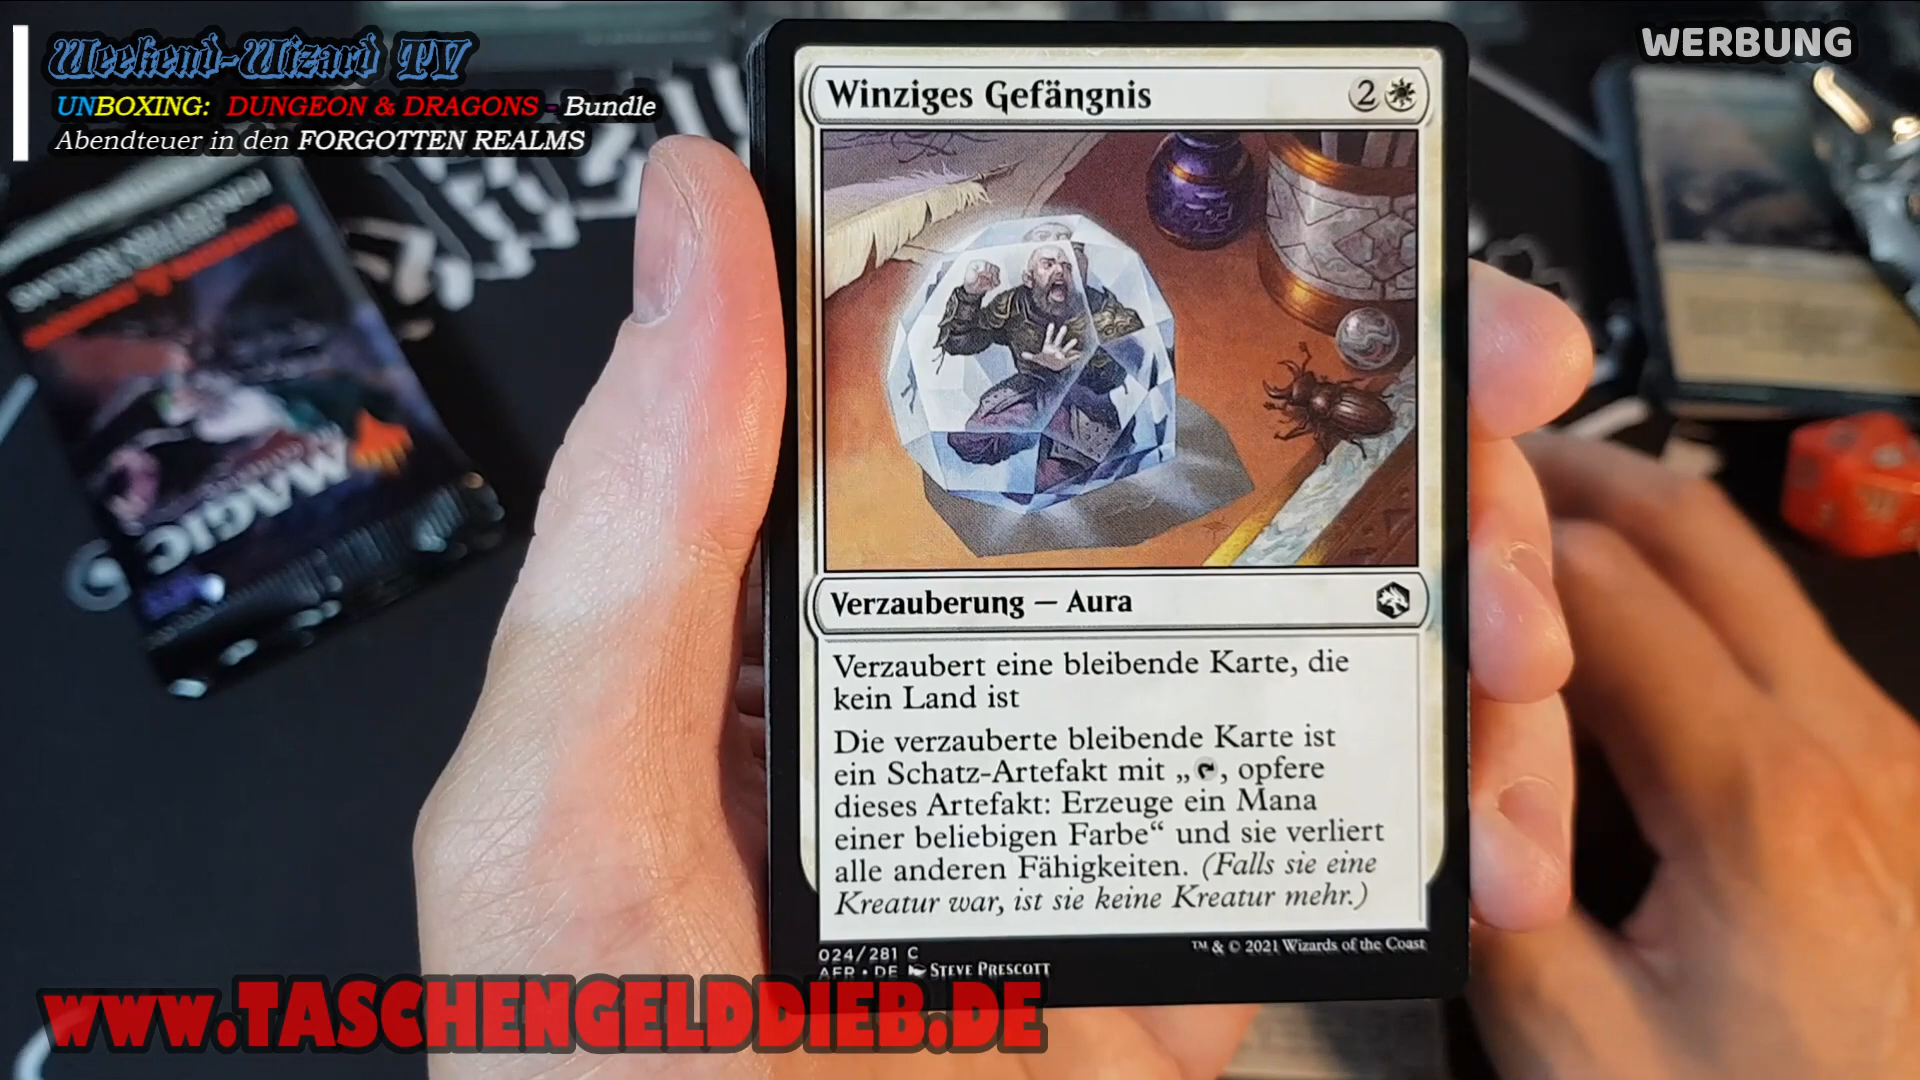 Weekend-Wizard TV
UNBOXING: DUNGEON & DRAGONS - Bundle
Abendteuer in den FORGOTTEN REALMS
WERBUNG
Winziges Gefängnis 2
Verzauberung – Aura
Verzaubert eine bleibende Karte, die
kein Land ist
Die verzauberte bleibende Karte ist
ein Schatz-Artefakt mit „, opfere
dieses Artefakt: Erzeuge ein Mana
einer beliebigen Farbe“ und sie verliert
alle anderen Fähigkeiten. (Falls sie eine
Kreatur war, ist sie keine Kreatur mehr.)
024/281 C
™ & © 2021 Wizards of the Coast
AFR • DE Steve Prescott
MAGIC
www.TASCHENGELDDIEB.DE